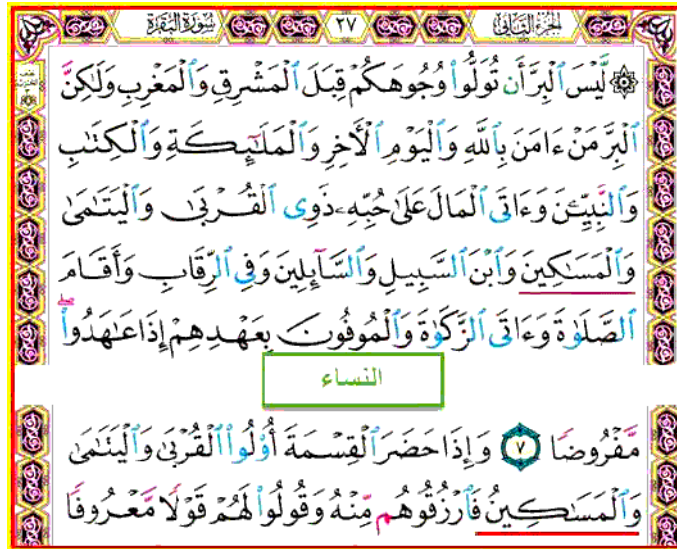 الجزء الثاني ٢٧ سورة البقرة
۞ لَّيْسَ ٱلْبِرَّ أَن تُوَلُّوا۟ وُجُوهَكُمْ قِبَلَ ٱلْمَشْرِقِ وَٱلْمَغْرِبِ وَلَٰكِنَّ
ٱلْبِرَّ مَنْ ءَامَنَ بِٱللَّهِ وَٱلْيَوْمِ ٱلْأَخِرِ وَٱلْمَلَٰٓئِكَةِ وَٱلْكِتَٰبِ
وَٱلنَّبِيِّۦنَ وَءَاتَى ٱلْمَالَ عَلَىٰ حُبِّهِۦ ذَوِى ٱلْقُرْبَىٰ وَٱلْيَتَٰمَىٰ
وَٱلْمَسَٰكِينَ وَٱبْنَ ٱلسَّبِيلِ وَٱلسَّآئِلِينَ وَفِى ٱلرِّقَابِ وَأَقَامَ
ٱلصَّلَوٰةَ وَءَاتَى ٱلزَّكَوٰةَ وَٱلْمُوفُونَ بِعَهْدِهِمْ إِذَا عَٰهَدُوا۟ ۖ
النساء
مَّفْرُوضًا ٧ وَإِذَا حَضَرَ ٱلْقِسْمَةَ أُو۟لُوا۟ ٱلْقُرْبَىٰ وَٱلْيَتَٰمَىٰ
وَٱلْمَسَٰكِينُ فَٱرْزُقُوهُم مِّنْهُ وَقُولُوا۟ لَهُمْ قَوْلًا مَّعْرُوفًا